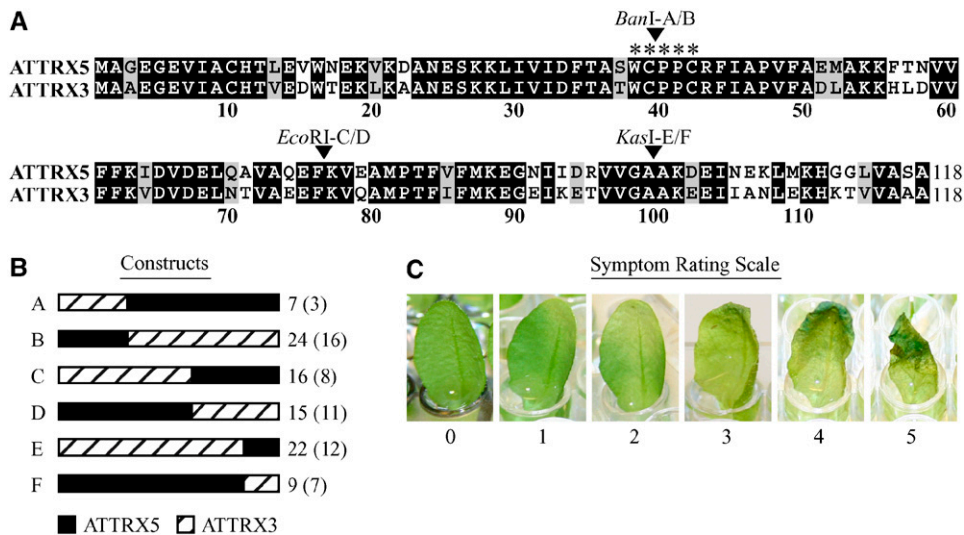 A
BanI-A/B
*****
ATTRX5 MAGEGEVIACHTLEVWNEKVKDANESKKLIVIDFTASWCPPCRFIAPVFAEMAKKFTNVV
ATTRX3 MAAEGEVIACHTVEDWTEKLKAANESKKLIVIDFTATWCPPCRFIAPVFADLAKKHLDVV
10 20 30 40 50 60
EcoRI-C/D KasI-E/F
ATTRX5 FFKIDVDELQAVAQEFKVEAMPTFVFMKEGNIIDRVVGAAKDEINEKLMKHGGLVASA 118
ATTRX3 FFKVDVDELNTVAEEFKVQAMPTFIFMKEGEIKETVVGAAKEEIIANLEKHKTVVAAA 118
70 80 90 100 110
B
Constructs
A 7 (3)
B 24 (16)
C 16 (8)
D 15 (11)
E 22 (12)
F 9 (7)
ATTRX5 ATTRX3
C
Symptom Rating Scale
0 1 2 3 4 5